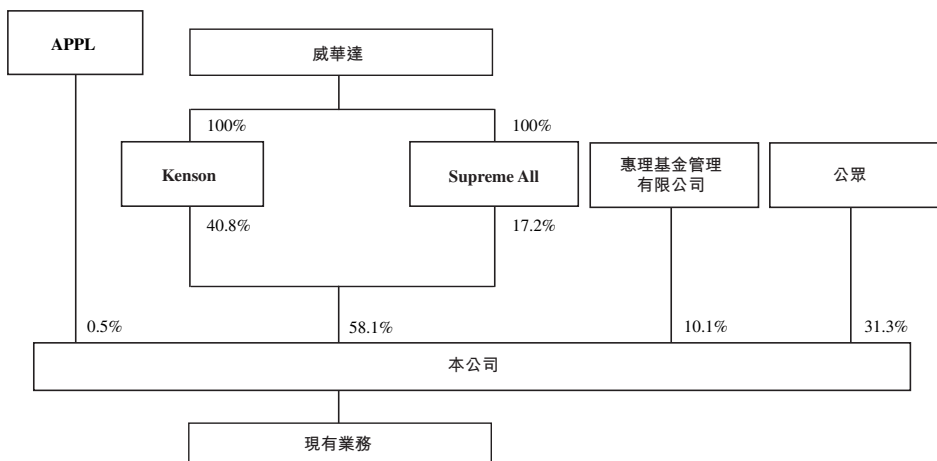 APPL
威華達
100%
100%
Kenson
Supreme All
惠理基金管理
有限公司
公眾
40.8%
17.2%
0.5%
58.1%
10.1%
31.3%
本公司
現有業務